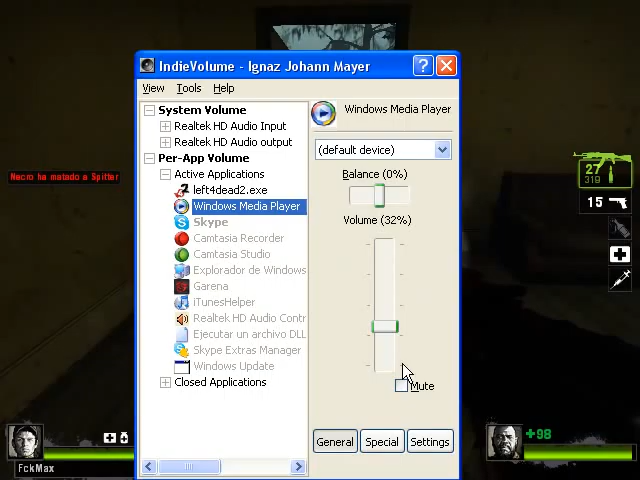 IndieVolume - Ignaz Johann Mayer
View Tools Help
System Volume
Realtek HD Audio Input
Realtek HD Audio output
Per-App Volume
Active Applications
left4dead2.exe
Windows Media Player
Skype
Camtasia Recorder
Camtasia Studio
Explorador de Windows
Garena
iTunesHelper
Realtek HD Audio Contr
Ejecutar un archivo DLL
Skype Extras Manager
Windows Update
Closed Applications
Windows Media Player
(default device)
Balance (0%)
Volume (32%)
Mute
General Special Settings
Necro ha matado a Spitter
27
319
15
FckMax
+98